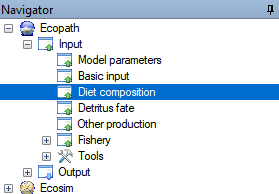 Navigator
Ecopath
Input
Model parameters
Basic input
Diet composition
Detritus fate
Other production
Fishery
Tools
Output
Ecosim